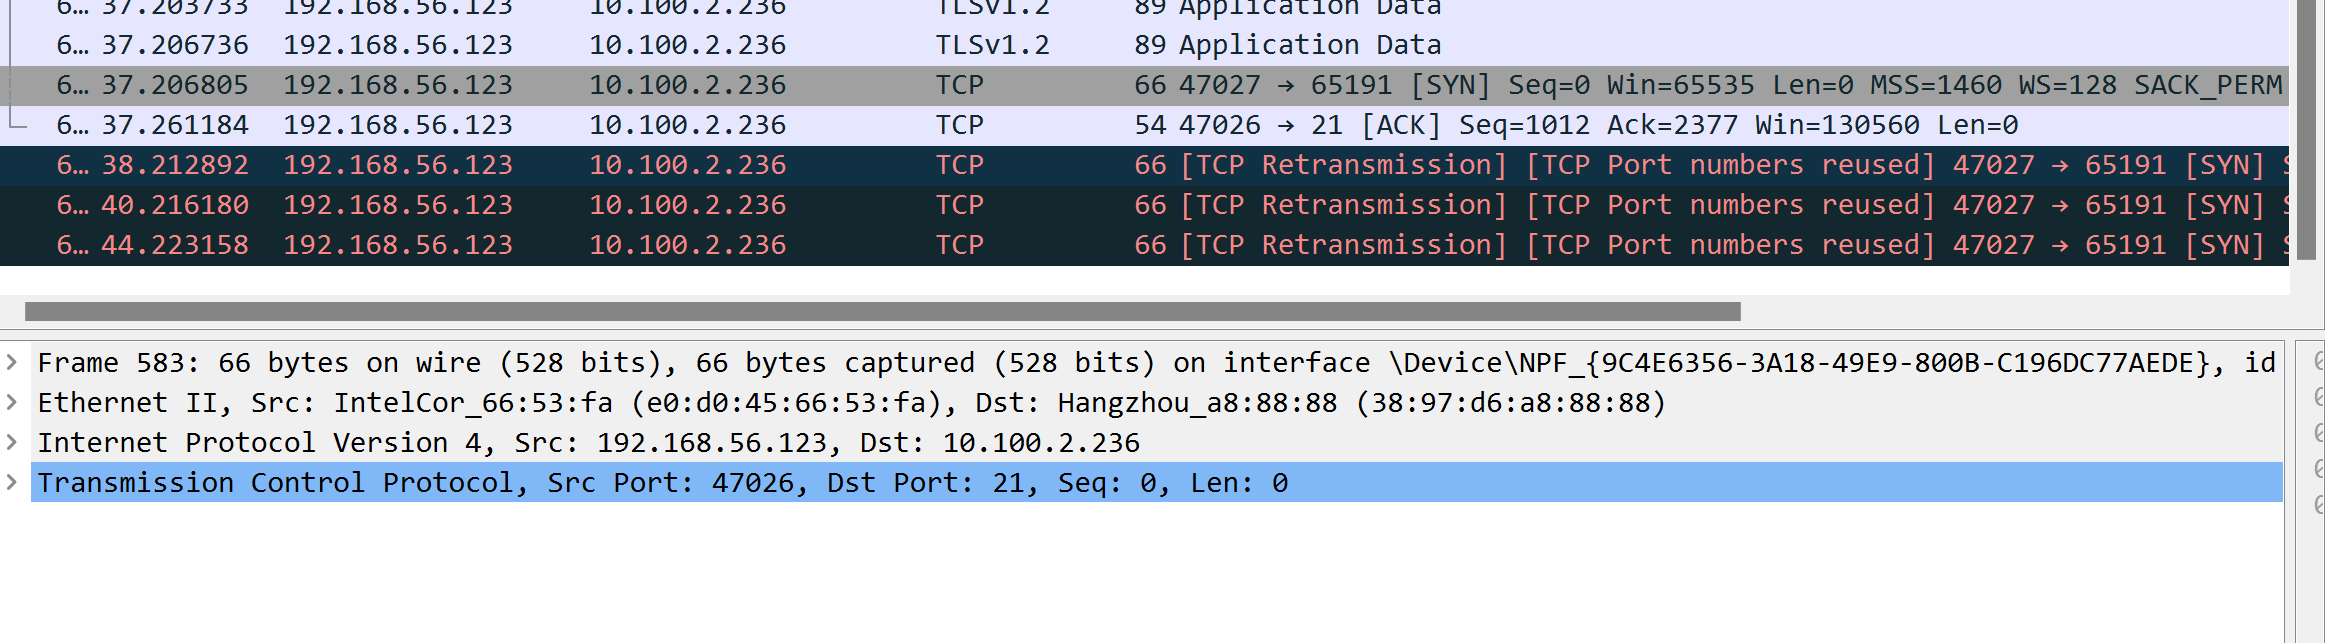 6… 37.203733 192.168.56.123 10.100.2.236 TLSv1.2 89 Application Data
6… 37.206736 192.168.56.123 10.100.2.236 TLSv1.2 89 Application Data
6… 37.206805 192.168.56.123 10.100.2.236 TCP 66 47027 → 65191 [SYN] Seq=0 Win=65535 Len=0 MSS=1460 WS=128 SACK_PERM
6… 37.261184 192.168.56.123 10.100.2.236 TCP 54 47026 → 21 [ACK] Seq=1012 Ack=2377 Win=130560 Len=0
6… 38.212892 192.168.56.123 10.100.2.236 TCP 66 [TCP Retransmission] [TCP Port numbers reused] 47027 → 65191 [SYN]
6… 40.216180 192.168.56.123 10.100.2.236 TCP 66 [TCP Retransmission] [TCP Port numbers reused] 47027 → 65191 [SYN]
6… 44.223158 192.168.56.123 10.100.2.236 TCP 66 [TCP Retransmission] [TCP Port numbers reused] 47027 → 65191 [SYN]
Frame 583: 66 bytes on wire (528 bits), 66 bytes captured (528 bits) on interface \Device\NPF_{9C4E6356-3A18-49E9-800B-C196DC77AEDE}, id
Ethernet II, Src: IntelCor_66:53:fa (e0:d0:45:66:53:fa), Dst: Hangzhou_a8:88:88 (38:97:d6:a8:88:88)
Internet Protocol Version 4, Src: 192.168.56.123, Dst: 10.100.2.236
Transmission Control Protocol, Src Port: 47026, Dst Port: 21, Seq: 0, Len: 0